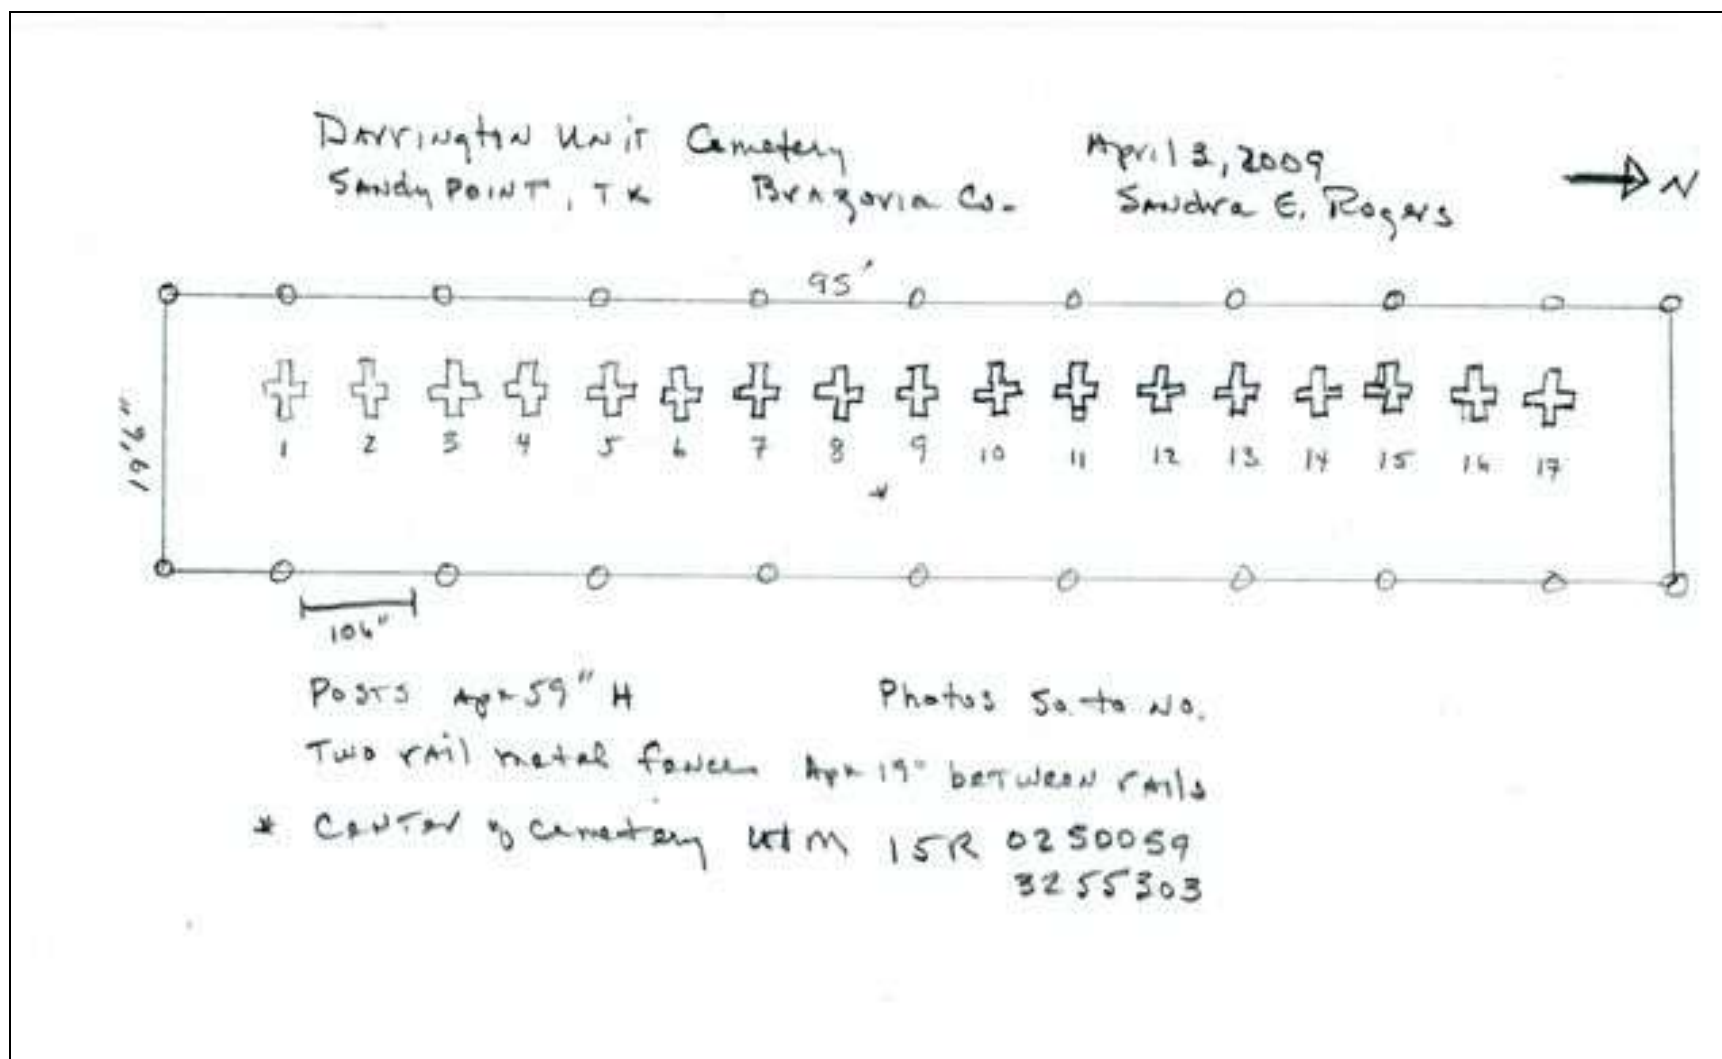 Darrington Unit Cemetery April 3, 2009
Sandy Point, TX Brazoria Co. Sandra E. Rogers
N
95'
19'6"
1 2 3 4 5 6 7 8 9 10 11 12 13 14 15 16 17
*
106"
Posts Apx 59" H Photos So. to No.
Two rail metal fence Apx 19" between rails
* Center of cemetery UTM 15R 0250059
3255303